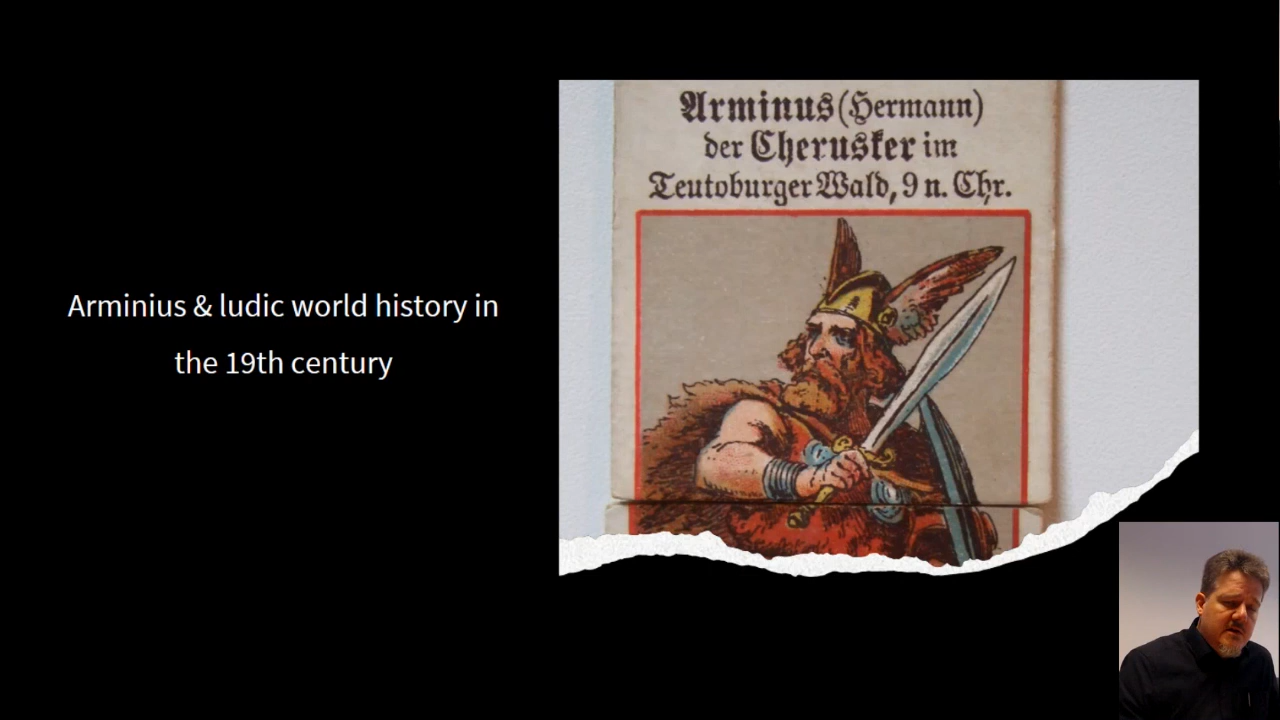 Arminius & ludic world history in
the 19th century
Arminus (Hermann)
der Cherusker im
Teutoburger Wald, 9 n. Chr.